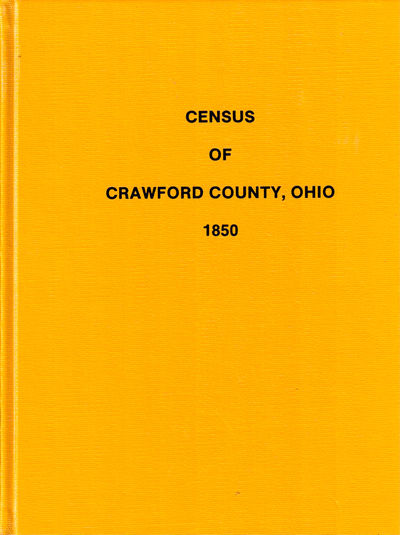 CENSUS
OF
CRAWFORD COUNTY, OHIO
1850